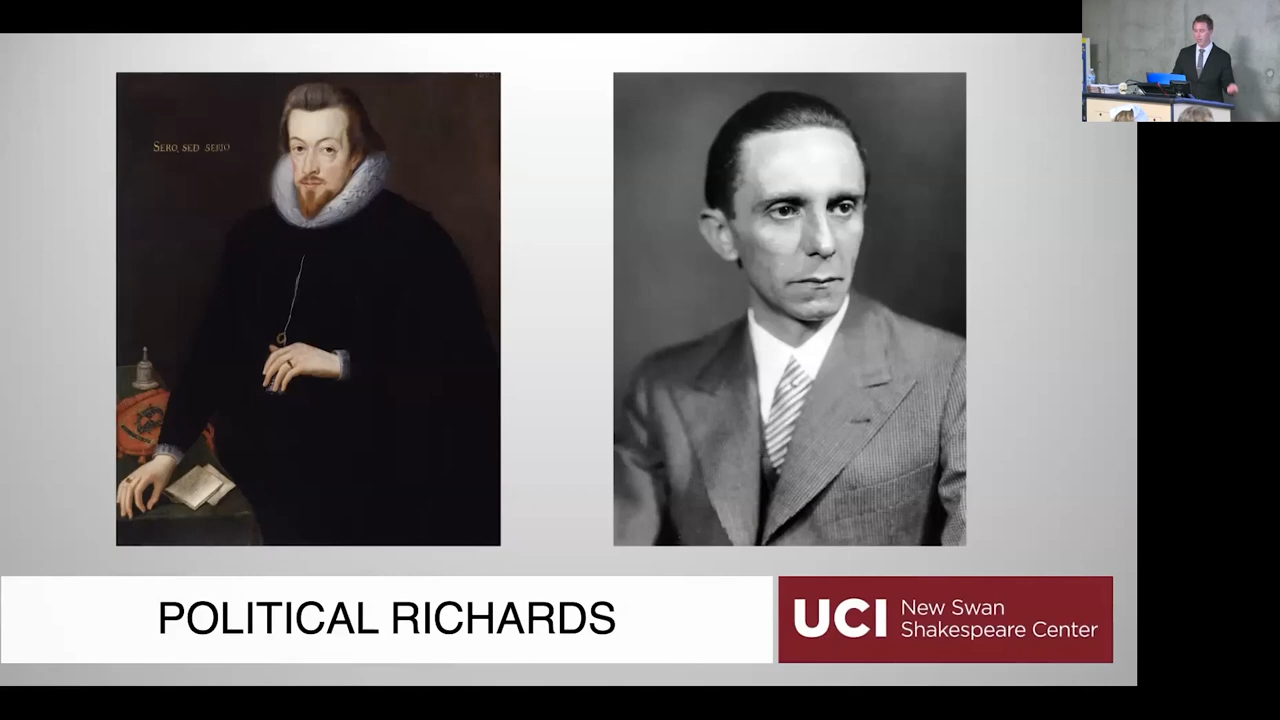 SERO, SED SERIO
POLITICAL RICHARDS
UCI
New Swan
Shakespeare Center